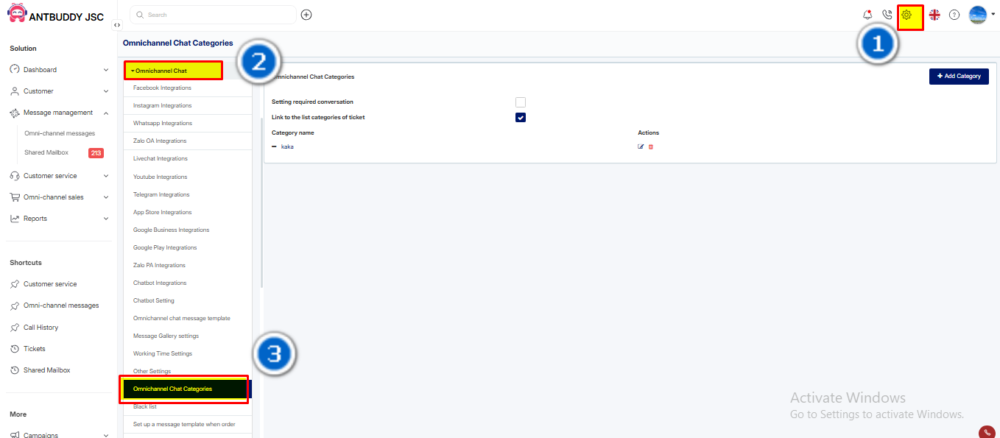 ANTBUDDY JSC
Search
1
Solution
Dashboard
Customer
Message management
Omni-channel messages
Shared Mailbox 213
Customer service
Omni-channel sales
Reports
Shortcuts
Customer service
Omni-channel messages
Call History
Tickets
Shared Mailbox
More
Campaigns
Omnichannel Chat Categories
2
Omnichannel Chat
Facebook Integrations
Instagram Integrations
Whatsapp Integrations
Zalo OA Integrations
Livechat Integrations
Youtube Integrations
Telegram Integrations
App Store Integrations
Google Business Integrations
Google Play Integrations
Zalo PA Integrations
Chatbot Integrations
Chatbot Setting
Omnichannel chat message template
Message Gallery settings
Working Time Settings
3
Other Settings
Omnichannel Chat Categories
Black list
Set up a message template when order
mnichannel Chat Categories
+ Add Category
Setting required conversation
Link to the list categories of ticket
Category name Actions
kaka
Activate Windows
Go to Settings to activate Windows.